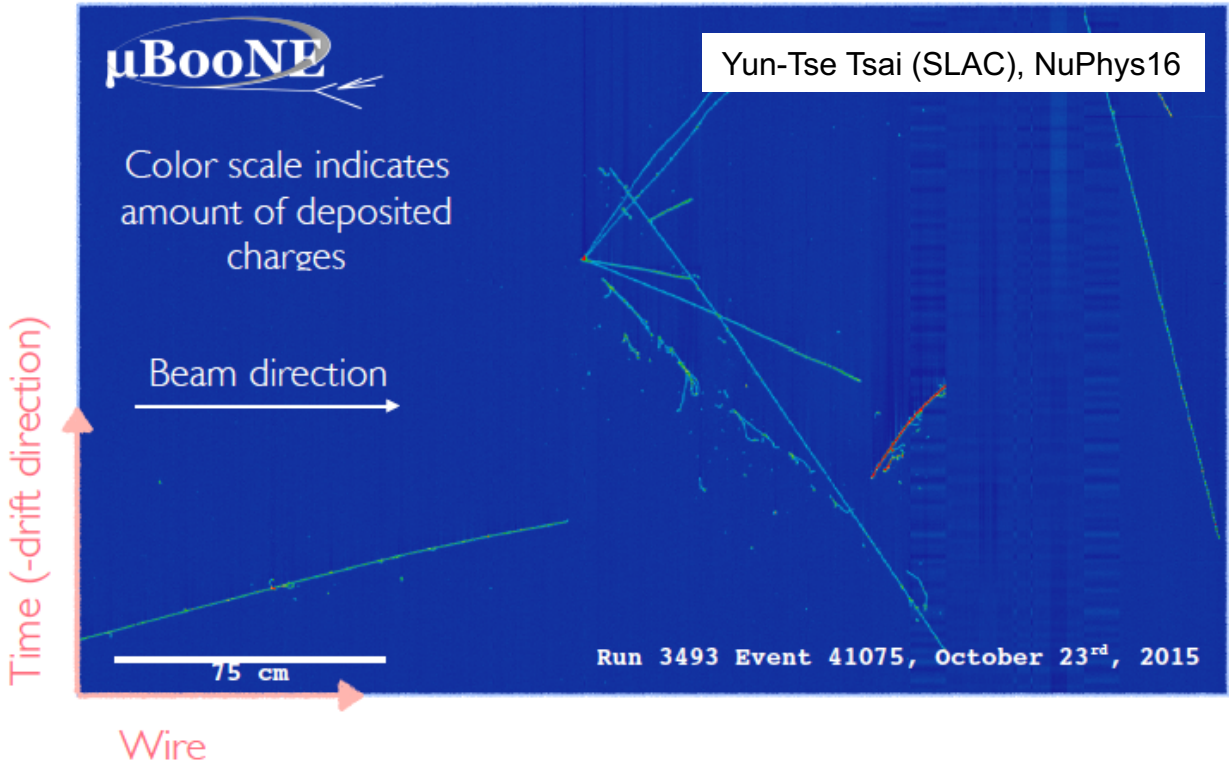 µBooNE
Yun-Tse Tsai (SLAC), NuPhys16
Color scale indicates
amount of deposited
charges
Beam direction
Time (-drift direction)
75 cm
Run 3493 Event 41075, October 23rd, 2015
Wire